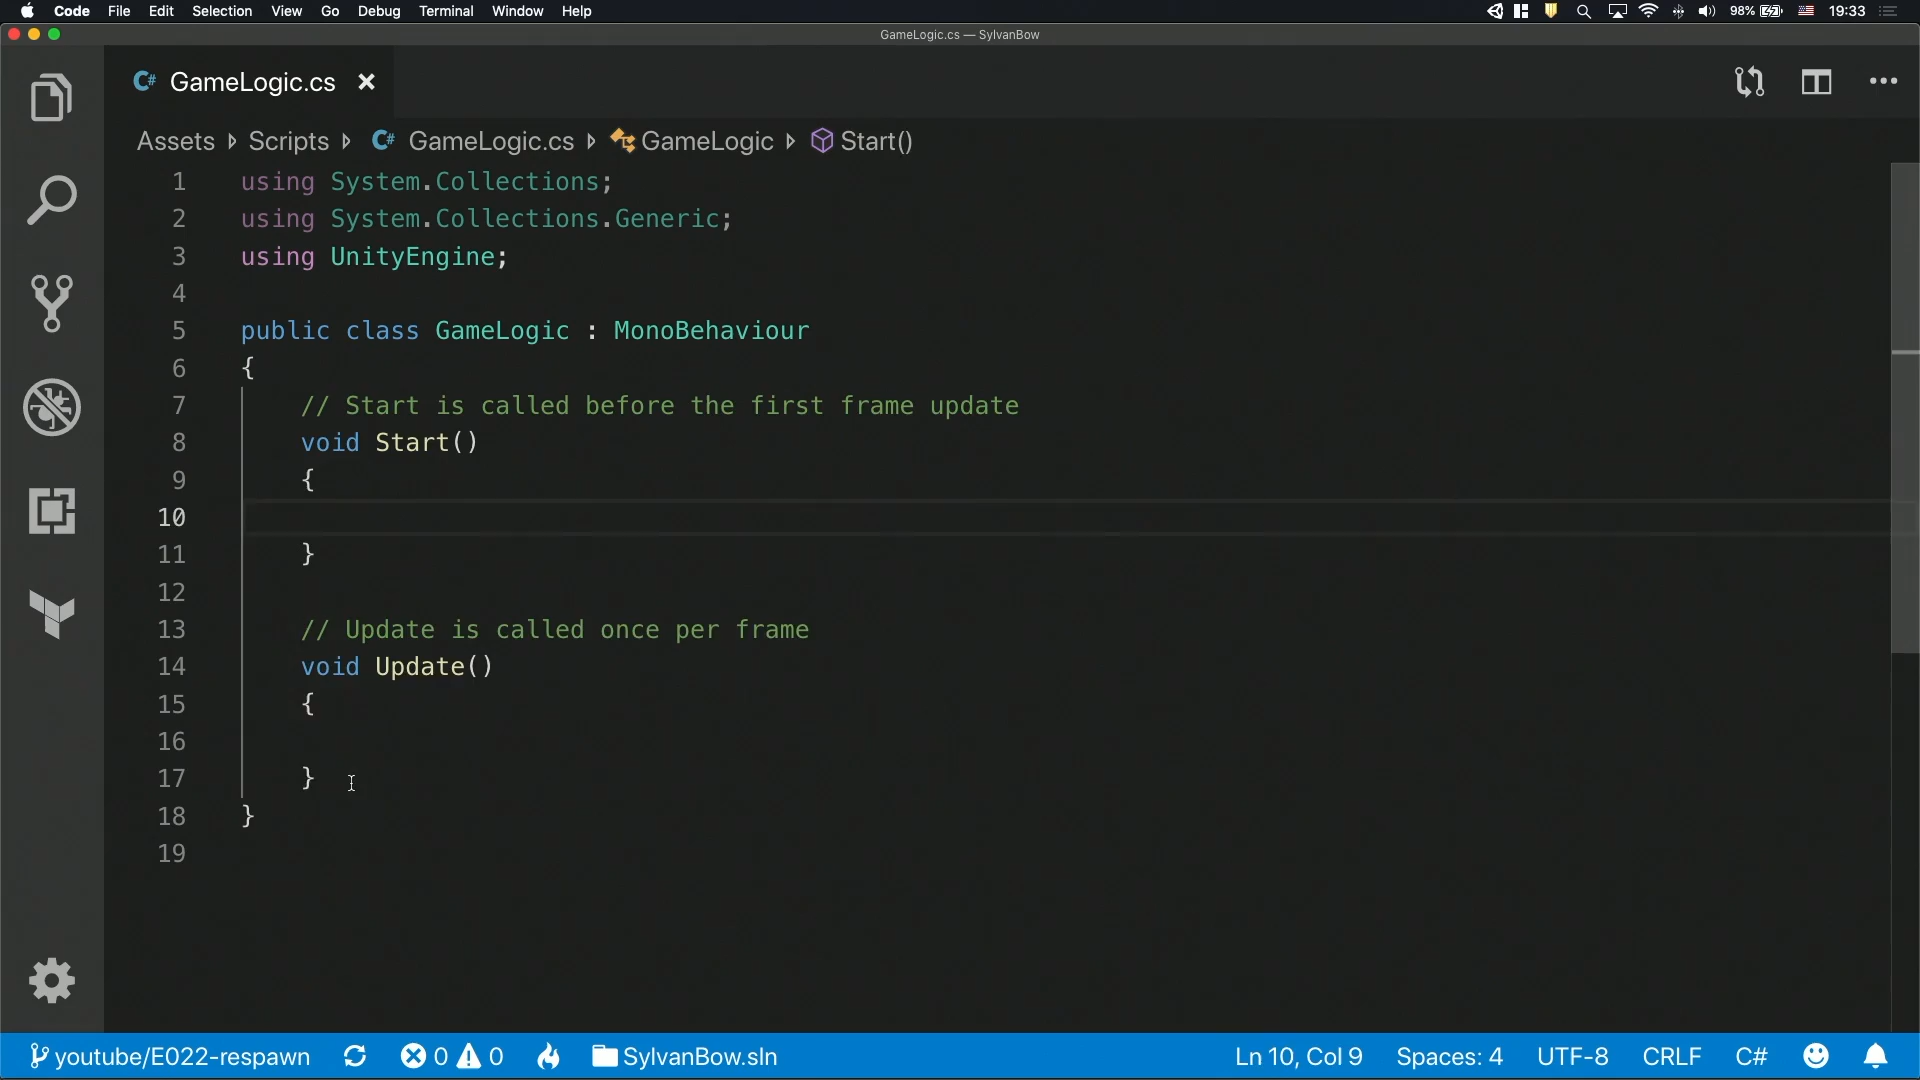 Code File Edit Selection View Go Debug Terminal Window Help 98% 19:33
GameLogic.cs — SylvanBow
C# GameLogic.cs
Assets Scripts C# GameLogic.cs GameLogic Start()
1 using System.Collections;
2 using System.Collections.Generic;
3 using UnityEngine;
4
5 public class GameLogic : MonoBehaviour
6 {
7 // Start is called before the first frame update
8 void Start()
9 {
10
11 }
12
13 // Update is called once per frame
14 void Update()
15 {
16
17 }
18 }
19
youtube/E022-respawn 0 0 SylvanBow.sln Ln 10, Col 9 Spaces: 4 UTF-8 CRLF C#